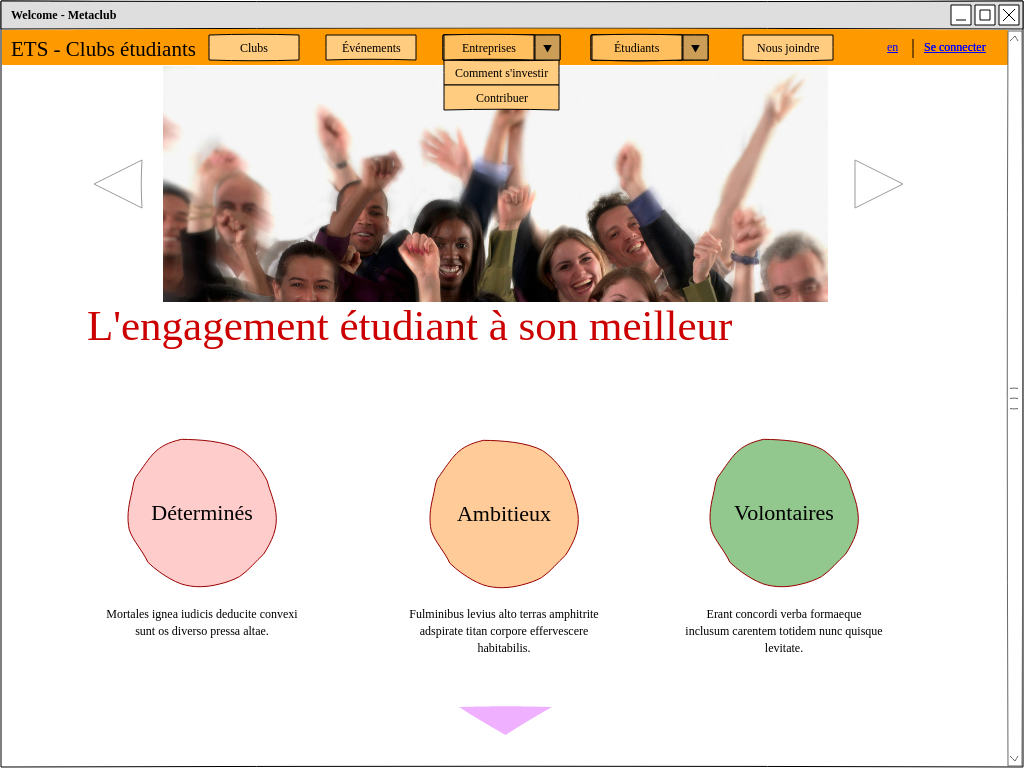 Welcome - Metaclub
ETS - Clubs étudiants
Clubs
Événements
Entreprises
Étudiants
Nous joindre
en
Se connecter
Comment s'investir
Contribuer
L'engagement étudiant à son meilleur
Déterminés
Ambitieux
Volontaires
Mortales ignea iudicis deducite convexi
sunt os diverso pressa altae.
Fulminibus levius alto terras amphitrite
adspirate titan corpore effervescere
habitabilis.
Erant concordi verba formaeque
inclusum carentem totidem nunc quisque
levitate.